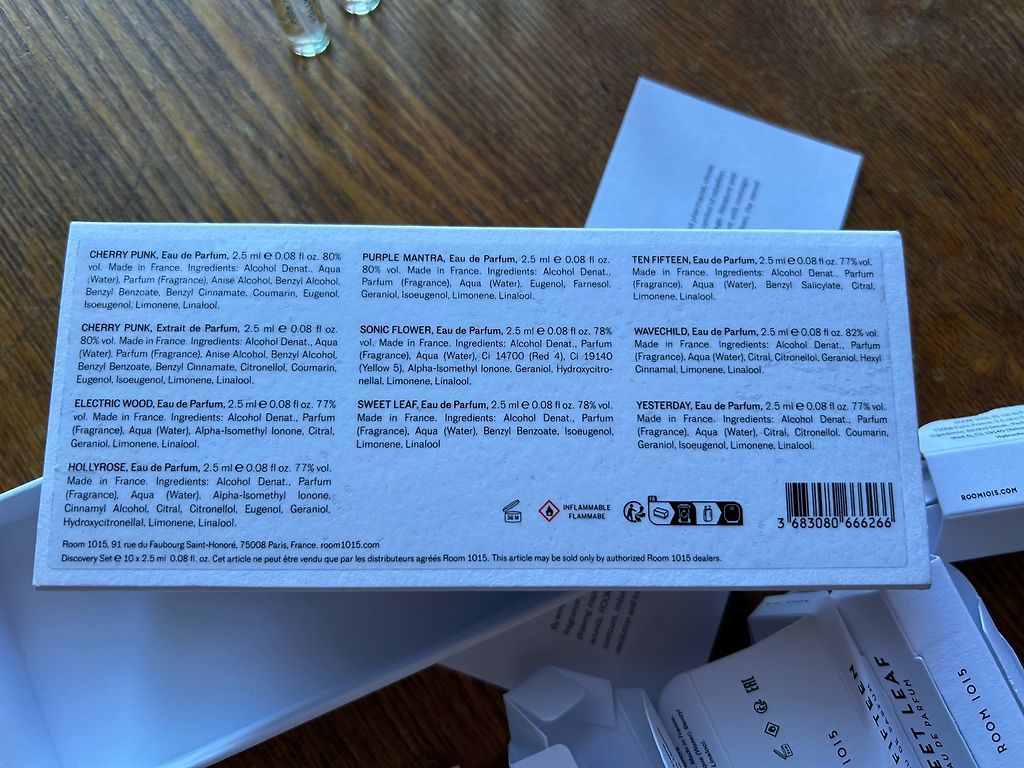 CHERRY PUNK, Eau de Parfum, 2.5 ml ℮ 0.08 fl oz. 80%
vol. Made in France. Ingredients: Alcohol Denat., Aqua
(Water), Parfum (Fragrance), Anise Alcohol, Benzyl Alcohol,
Benzyl Benzoate, Benzyl Cinnamate, Coumarin, Eugenol,
Isoeugenol, Limonene, Linalool.
CHERRY PUNK, Extrait de Parfum, 2.5 ml ℮ 0.08 fl oz.
80% vol. Made in France. Ingredients: Alcohol Denat., Aqua
(Water), Parfum (Fragrance), Anise Alcohol, Benzyl Alcohol,
Benzyl Benzoate, Benzyl Cinnamate, Citronellol, Coumarin,
Eugenol, Isoeugenol, Limonene, Linalool.
ELECTRIC WOOD, Eau de Parfum, 2.5 ml ℮ 0.08 fl oz. 77%
vol. Made in France. Ingredients: Alcohol Denat., Parfum
(Fragrance), Aqua (Water), Alpha-Isomethyl Ionone, Citral,
Geraniol, Limonene, Linalool.
HOLLYROSE, Eau de Parfum, 2.5 ml ℮ 0.08 fl oz. 77% vol.
Made in France. Ingredients: Alcohol Denat., Parfum
(Fragrance), Aqua (Water), Alpha-Isomethyl Ionone,
Cinnamyl Alcohol, Citral, Citronellol, Eugenol, Geraniol,
Hydroxycitronellal, Limonene, Linalool.
PURPLE MANTRA, Eau de Parfum, 2.5 ml ℮ 0.08 fl oz.
80% vol. Made in France. Ingredients: Alcohol Denat.,
Parfum (Fragrance), Aqua (Water), Eugenol, Farnesol,
Geraniol, Isoeugenol, Limonene, Linalool.
SONIC FLOWER, Eau de Parfum, 2.5 ml ℮ 0.08 fl oz. 78%
vol. Made in France. Ingredients: Alcohol Denat., Parfum
(Fragrance), Aqua (Water), Ci 14700 (Red 4), Ci 19140
(Yellow 5), Alpha-Isomethyl Ionone, Geraniol, Hydroxycitro-
nellal, Limonene, Linalool.
SWEET LEAF, Eau de Parfum, 2.5 ml ℮ 0.08 fl oz. 78% vol.
Made in France. Ingredients: Alcohol Denat., Parfum
(Fragrance), Aqua (Water), Benzyl Benzoate, Isoeugenol,
Limonene, Linalool
TEN FIFTEEN, Eau de Parfum, 2.5 ml ℮ 0.08 fl oz. 77% vol.
Made in France. Ingredients: Alcohol Denat., Parfum
(Fragrance), Aqua (Water), Benzyl Salicylate, Citral,
Limonene, Linalool.
WAVECHILD, Eau de Parfum, 2.5 ml ℮ 0.08 fl oz. 82% vol.
Made in France. Ingredients: Alcohol Denat., Parfum
(Fragrance), Aqua (Water), Citral, Citronellol, Geraniol, Hexyl
Cinnamal, Limonene, Linalool.
YESTERDAY, Eau de Parfum, 2.5 ml ℮ 0.08 fl oz. 77% vol.
Made in France. Ingredients: Alcohol Denat., Parfum
(Fragrance), Aqua (Water), Citral, Citronellol, Coumarin,
Geraniol, Isoeugenol, Limonene, Linalool.
36 M
INFLAMMABLE
FLAMMABE
FR
3 683080 666266
Room 1015, 91 rue du Faubourg Saint-Honoré, 75008 Paris, France. room1015.com
Discovery Set ℮ 10 x 2.5 ml 0.08 fl. oz. Cet article ne peut être vendu que par les distributeurs agréés Room 1015. This article may be sold only by authorized Room 1015 dealers.
ROOM1015.COM
EAC
1015
FIFTEEN
EET LEAF
AU DE PARFUM
ROOM 1015